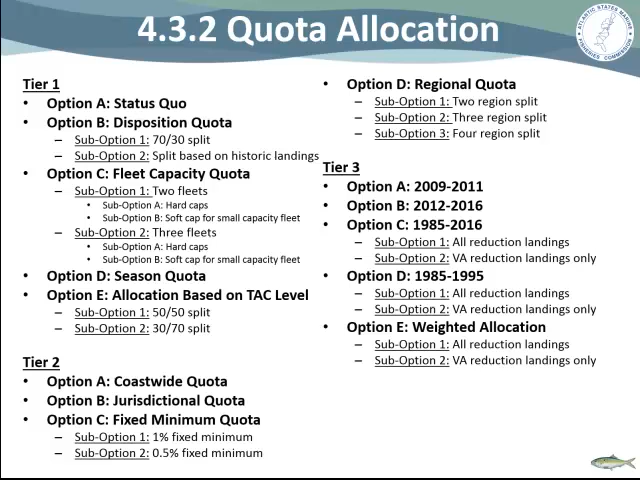 4.3.2 Quota Allocation
ATLANTIC STATES MARINE FISHERIES COMMISSION
Tier 1
• Option A: Status Quo
• Option B: Disposition Quota
– Sub-Option 1: 70/30 split
– Sub-Option 2: Split based on historic landings
• Option C: Fleet Capacity Quota
– Sub-Option 1: Two fleets
• Sub-Option A: Hard caps
• Sub-Option B: Soft cap for small capacity fleet
– Sub-Option 2: Three fleets
• Sub-Option A: Hard caps
• Sub-Option B: Soft cap for small capacity fleet
• Option D: Season Quota
• Option E: Allocation Based on TAC Level
– Sub-Option 1: 50/50 split
– Sub-Option 2: 30/70 split
Tier 2
• Option A: Coastwide Quota
• Option B: Jurisdictional Quota
• Option C: Fixed Minimum Quota
– Sub-Option 1: 1% fixed minimum
– Sub-Option 2: 0.5% fixed minimum
• Option D: Regional Quota
– Sub-Option 1: Two region split
– Sub-Option 2: Three region split
– Sub-Option 3: Four region split
Tier 3
• Option A: 2009-2011
• Option B: 2012-2016
• Option C: 1985-2016
– Sub-Option 1: All reduction landings
– Sub-Option 2: VA reduction landings only
• Option D: 1985-1995
– Sub-Option 1: All reduction landings
– Sub-Option 2: VA reduction landings only
• Option E: Weighted Allocation
– Sub-Option 1: All reduction landings
– Sub-Option 2: VA reduction landings only